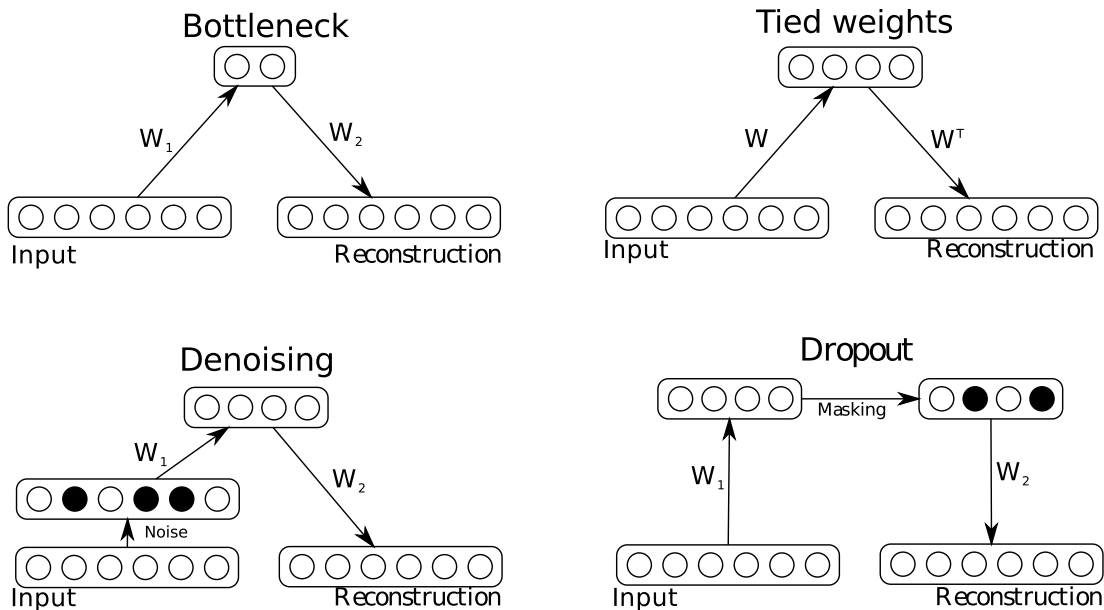 Bottleneck
W₁
W₂
Input
Reconstruction
Tied weights
W
Wᵀ
Input
Reconstruction
Denoising
W₁
W₂
Noise
Input
Reconstruction
Dropout
Masking
W₁
W₂
Input
Reconstruction